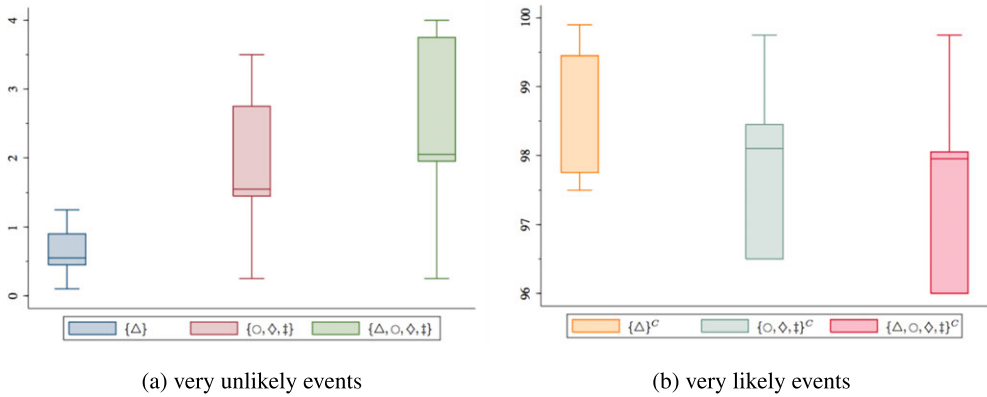 4
3
2
1
0
{△} {○, ◊, ‡} {△, ○, ◊, ‡}
(a) very unlikely events
100
99
98
97
96
{△}ᶜ {○, ◊, ‡}ᶜ {△, ○, ◊, ‡}ᶜ
(b) very likely events